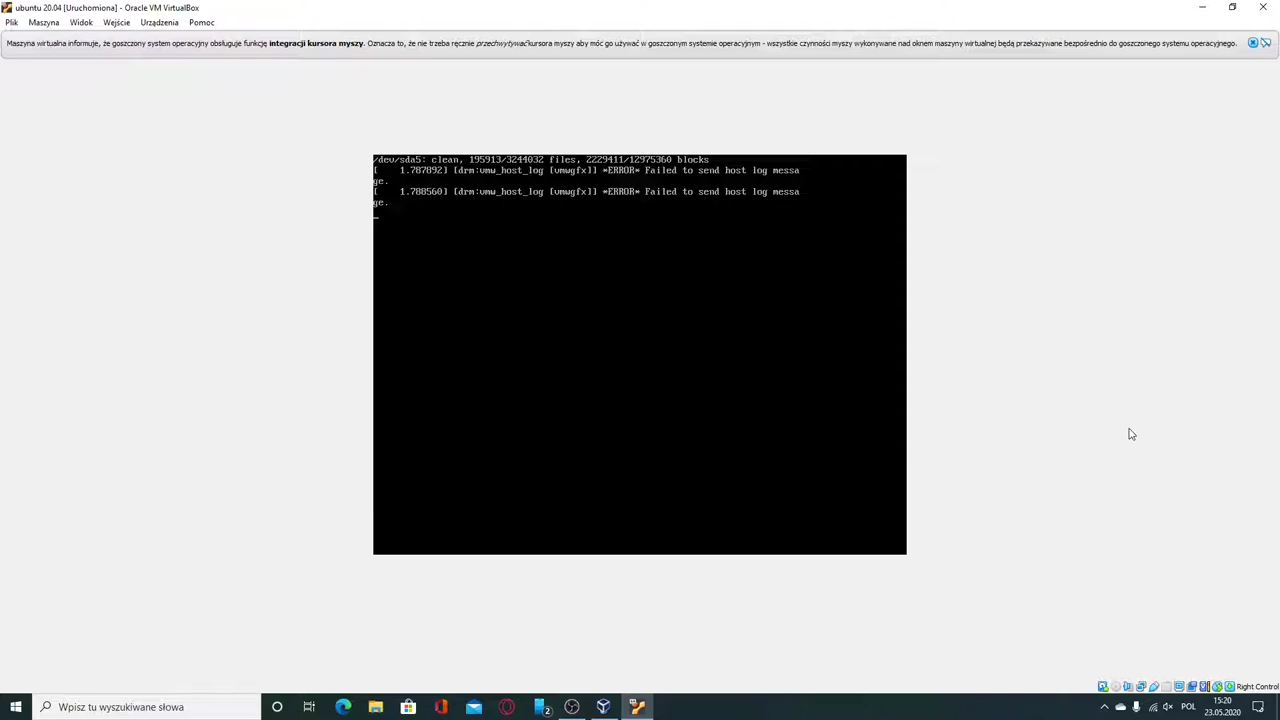 ubuntu 20.04 [Uruchomiona] - Oracle VM VirtualBox
Plik Maszyna Widok Wejście Urządzenia Pomoc
Maszyna wirtualna informuje, że goszczony system operacyjny obsługuje funkcję integracji kursora myszy. Oznacza to, że nie trzeba ręcznie przechwytywać kursora myszy aby móc go używać w goszczonym systemie operacyjnym - wszystkie czynności myszy wykonywane nad oknem maszyny wirtualnej będą przekazywane bezpośrednio do goszczonego systemu operacyjnego.
/dev/sda5: clean, 195913/3244032 files, 2229411/12975360 blocks
[    1.787892] [drm:vmw_host_log [vmwgfx]] *ERROR* Failed to send host log messa
ge.
[    1.788560] [drm:vmw_host_log [vmwgfx]] *ERROR* Failed to send host log messa
ge.
_
Right Control
Wpisz tu wyszukiwane słowa
2
POL
15:20
23.05.2020